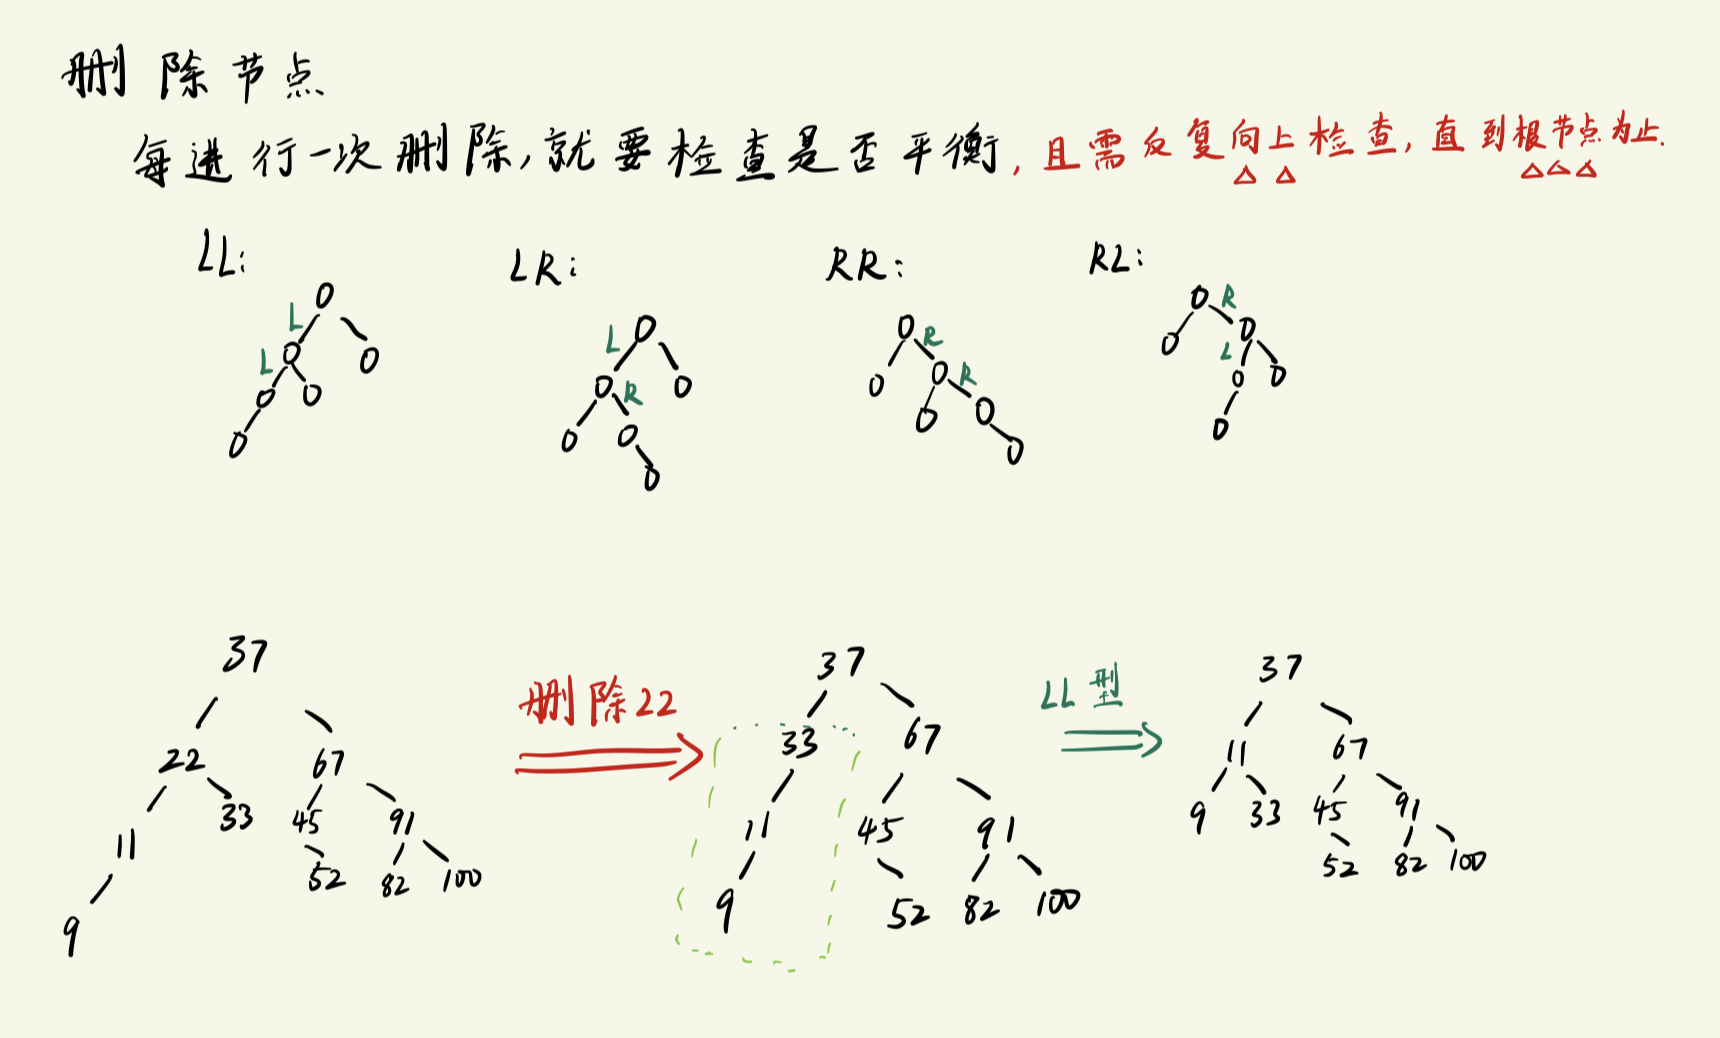 删除节点
每进行一次删除,就要检查是否平衡,且需反复向上检查,直到根节点为止.
LL: LR: RR: RL:
L L
L R
R R
R L
37
22 67
11 33 45 91
9 52 82 100
删除22
37
33 67
11 45 91
9 52 82 100
LL型
37
11 67
9 33 45 91
52 82 100